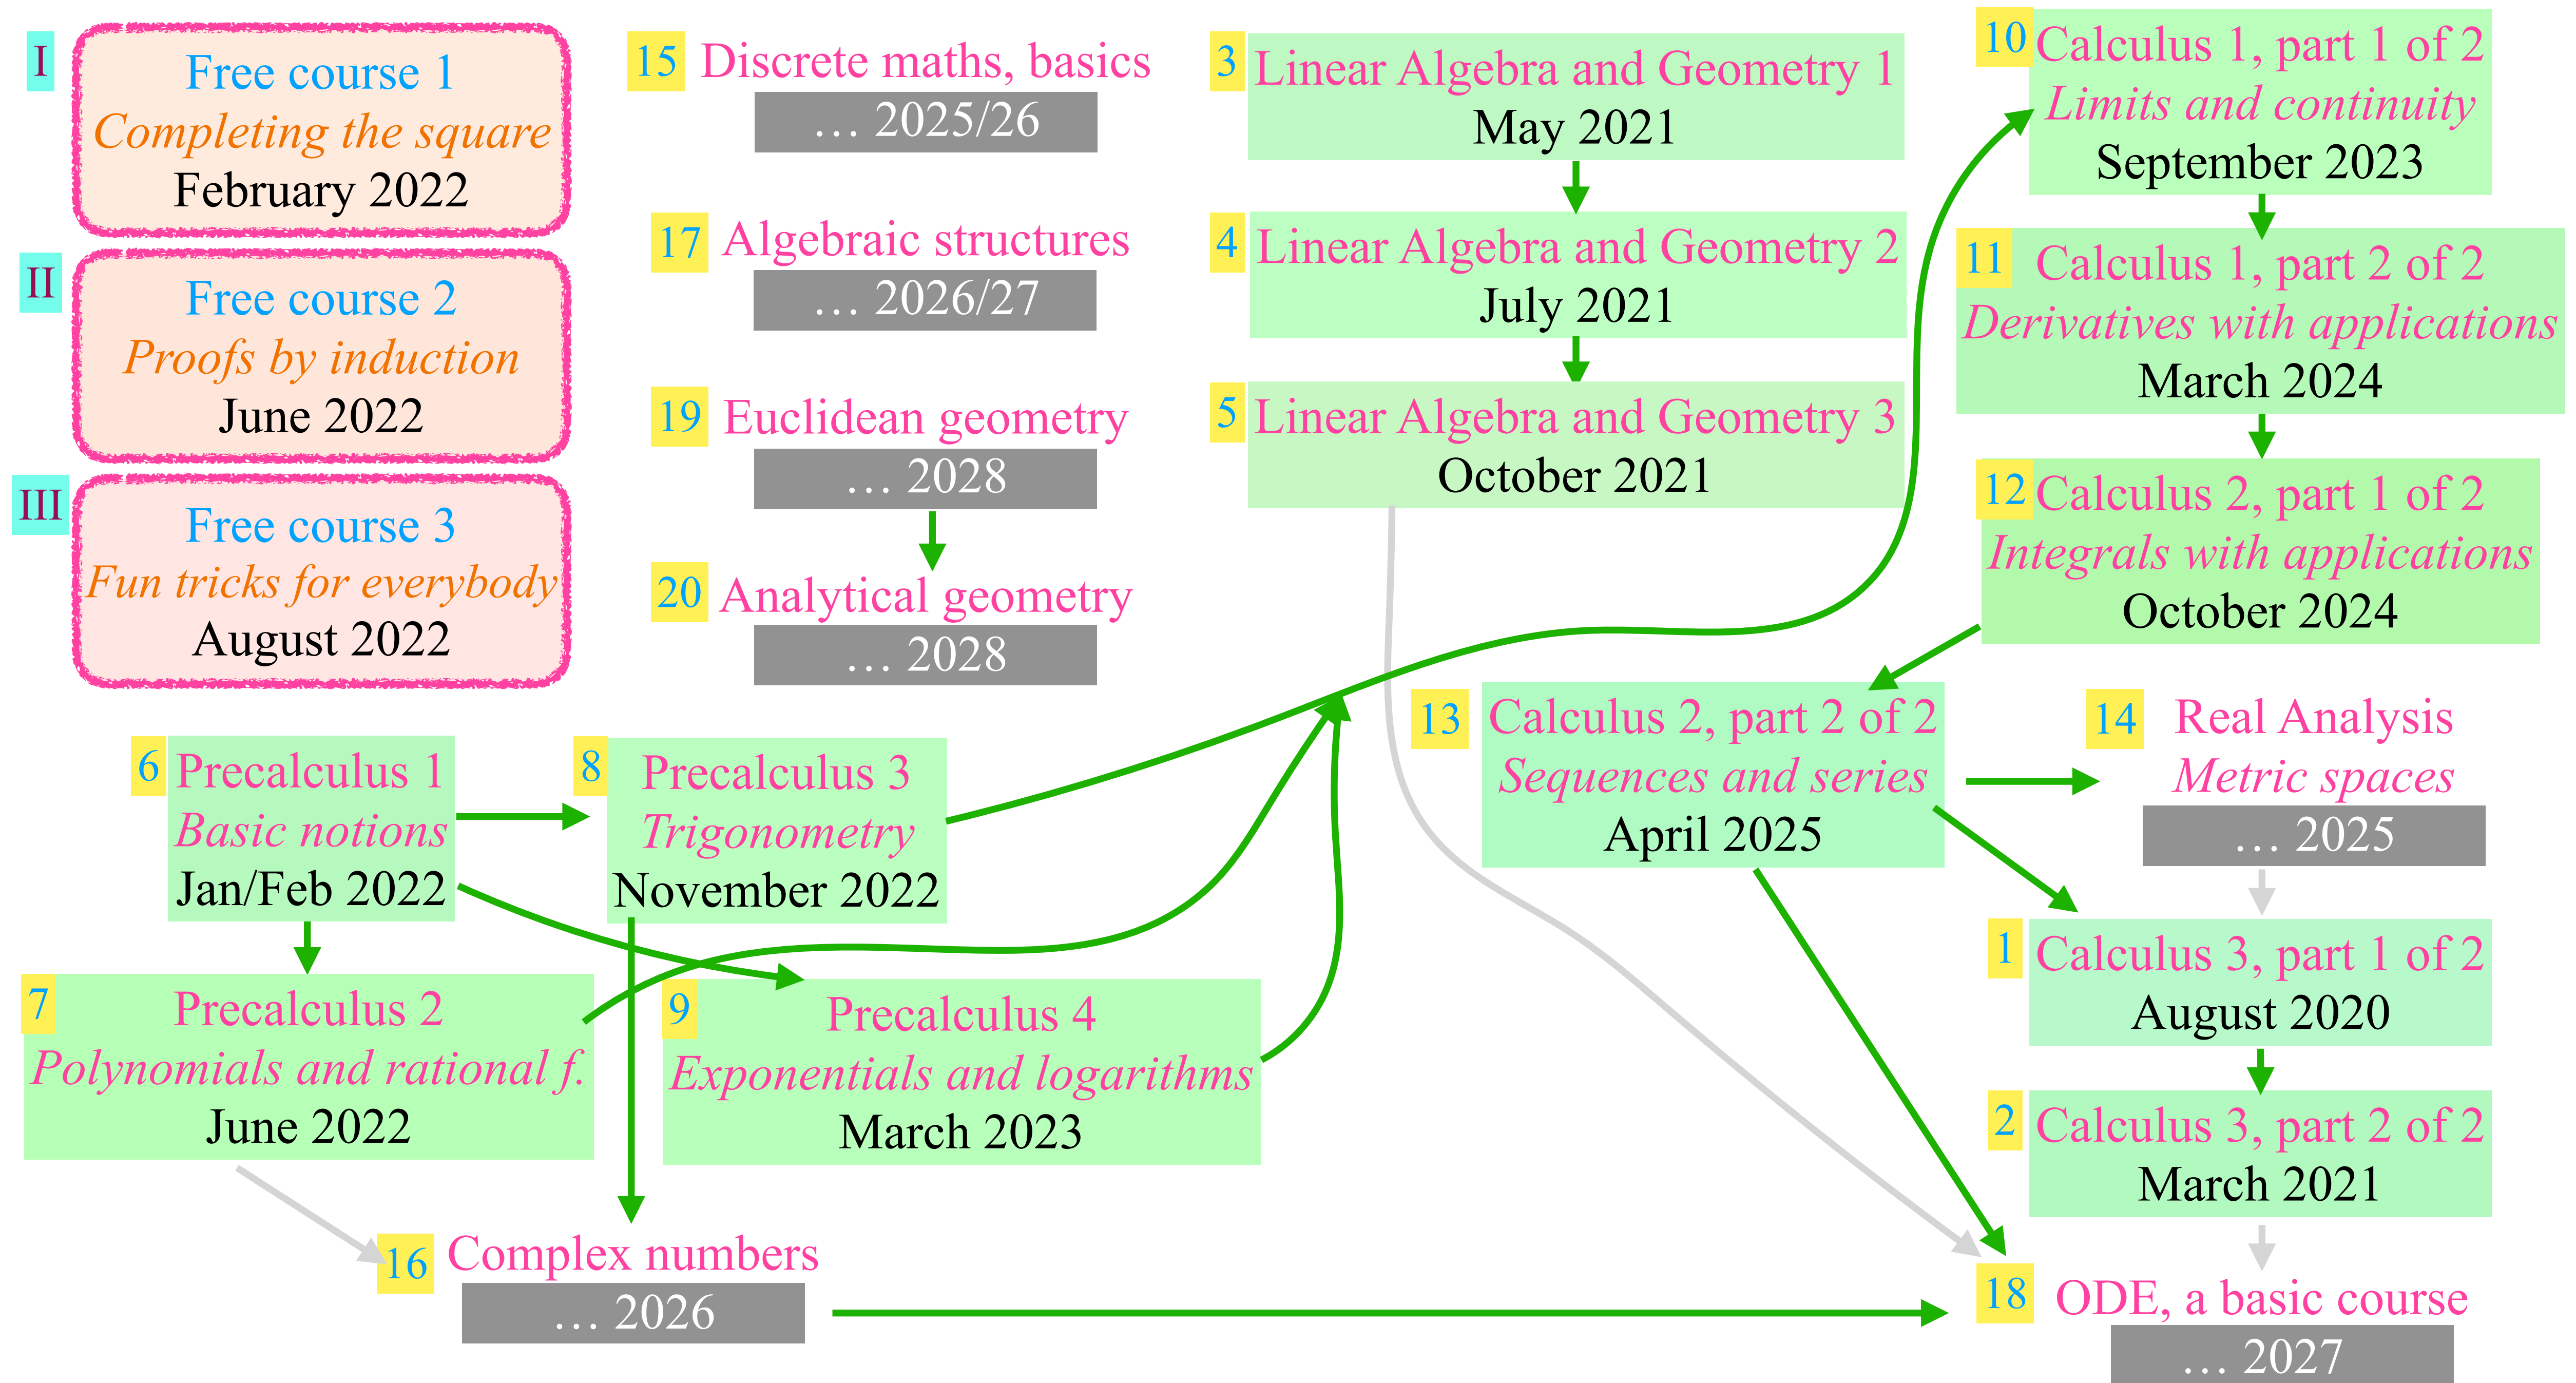 I
Free course 1
Completing the square
February 2022
II
Free course 2
Proofs by induction
June 2022
III
Free course 3
Fun tricks for everybody
August 2022
15
Discrete maths, basics
… 2025/26
17
Algebraic structures
… 2026/27
19
Euclidean geometry
… 2028
20
Analytical geometry
… 2028
3
Linear Algebra and Geometry 1
May 2021
4
Linear Algebra and Geometry 2
July 2021
5
Linear Algebra and Geometry 3
October 2021
10
Calculus 1, part 1 of 2
Limits and continuity
September 2023
11
Calculus 1, part 2 of 2
Derivatives with applications
March 2024
12
Calculus 2, part 1 of 2
Integrals with applications
October 2024
6
Precalculus 1
Basic notions
Jan/Feb 2022
8
Precalculus 3
Trigonometry
November 2022
7
Precalculus 2
Polynomials and rational f.
June 2022
9
Precalculus 4
Exponentials and logarithms
March 2023
16
Complex numbers
… 2026
13
Calculus 2, part 2 of 2
Sequences and series
April 2025
14
Real Analysis
Metric spaces
… 2025
1
Calculus 3, part 1 of 2
August 2020
2
Calculus 3, part 2 of 2
March 2021
18
ODE, a basic course
… 2027